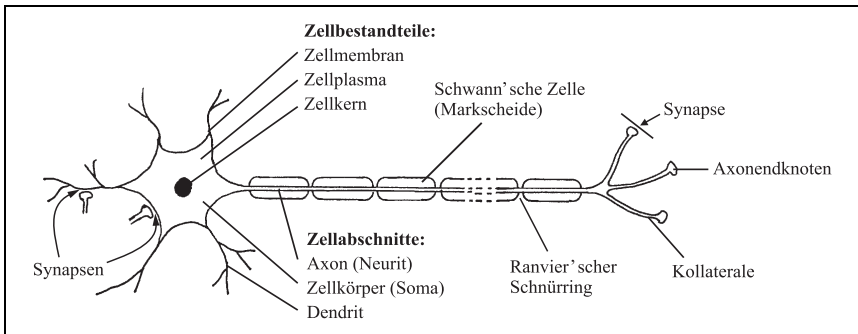 Zellbestandteile:
Zellmembran
Zellplasma
Zellkern
Schwann’sche Zelle
(Markscheide)
Synapse
Axonendknoten
Kollaterale
Ranvier’scher
Schnürring
Zellabschnitte:
Axon (Neurit)
Zellkörper (Soma)
Dendrit
Synapsen